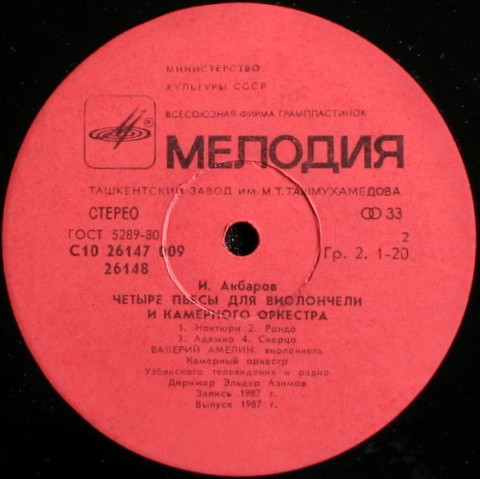 МИНИСТЕРСТВО
КУЛЬТУРЫ СССР
ВСЕСОЮЗНАЯ ФИРМА ГРАМПЛАСТИНОК
МЕЛОДИЯ
ТАШКЕНТСКИЙ ЗАВОД ИМ. М.Т. ТАШМУХАМЕДОВА
СТЕРЕО 33
ГОСТ 5289-80 2
С10 26147 009 Гр. 2. 1-20
26148
И. Акбаров
ЧЕТЫРЕ ПЬЕСЫ ДЛЯ ВИОЛОНЧЕЛИ
И КАМЕРНОГО ОРКЕСТРА
1. Ноктюрн 2. Рондо
3. Адажио 4. Скерцо
ВАЛЕРИЙ АМЕЛИН, виолончель
Камерный оркестр
Узбекского телевидения и радио
Дирижер Эльдар Азимов
Запись 1987 г.
Выпуск 1987 г.